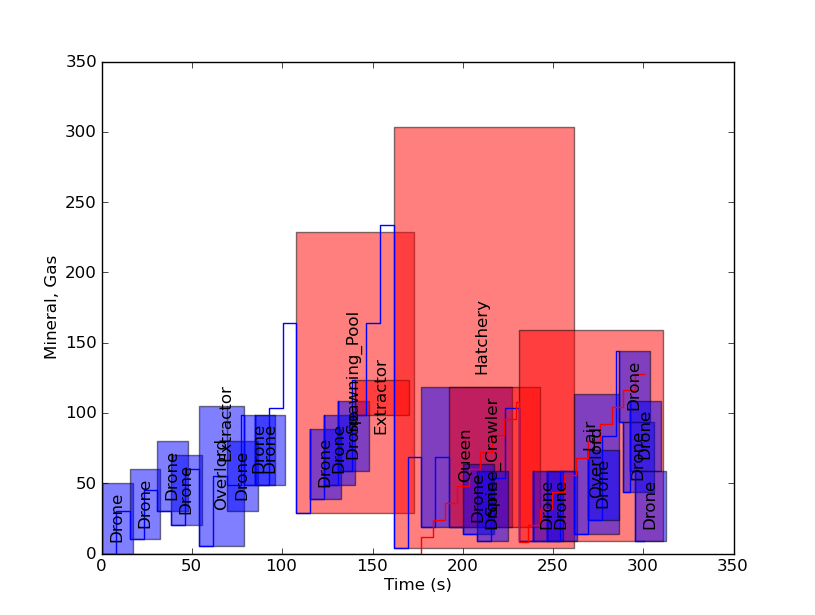 350
300
250
200
150
100
50
0
Mineral, Gas
Drone
Drone
Drone
Drone
Overlord
Extractor
Drone
Drone
Drone
Drone
Drone
Drone
Spawning_Pool
Extractor
Queen
Drone
Drone
Spine_Crawler
Hatchery
Drone
Drone
Lair
Overlord
Drone
Drone
Drone
Drone
Drone
0
50
100
150
200
250
300
350
Time (s)